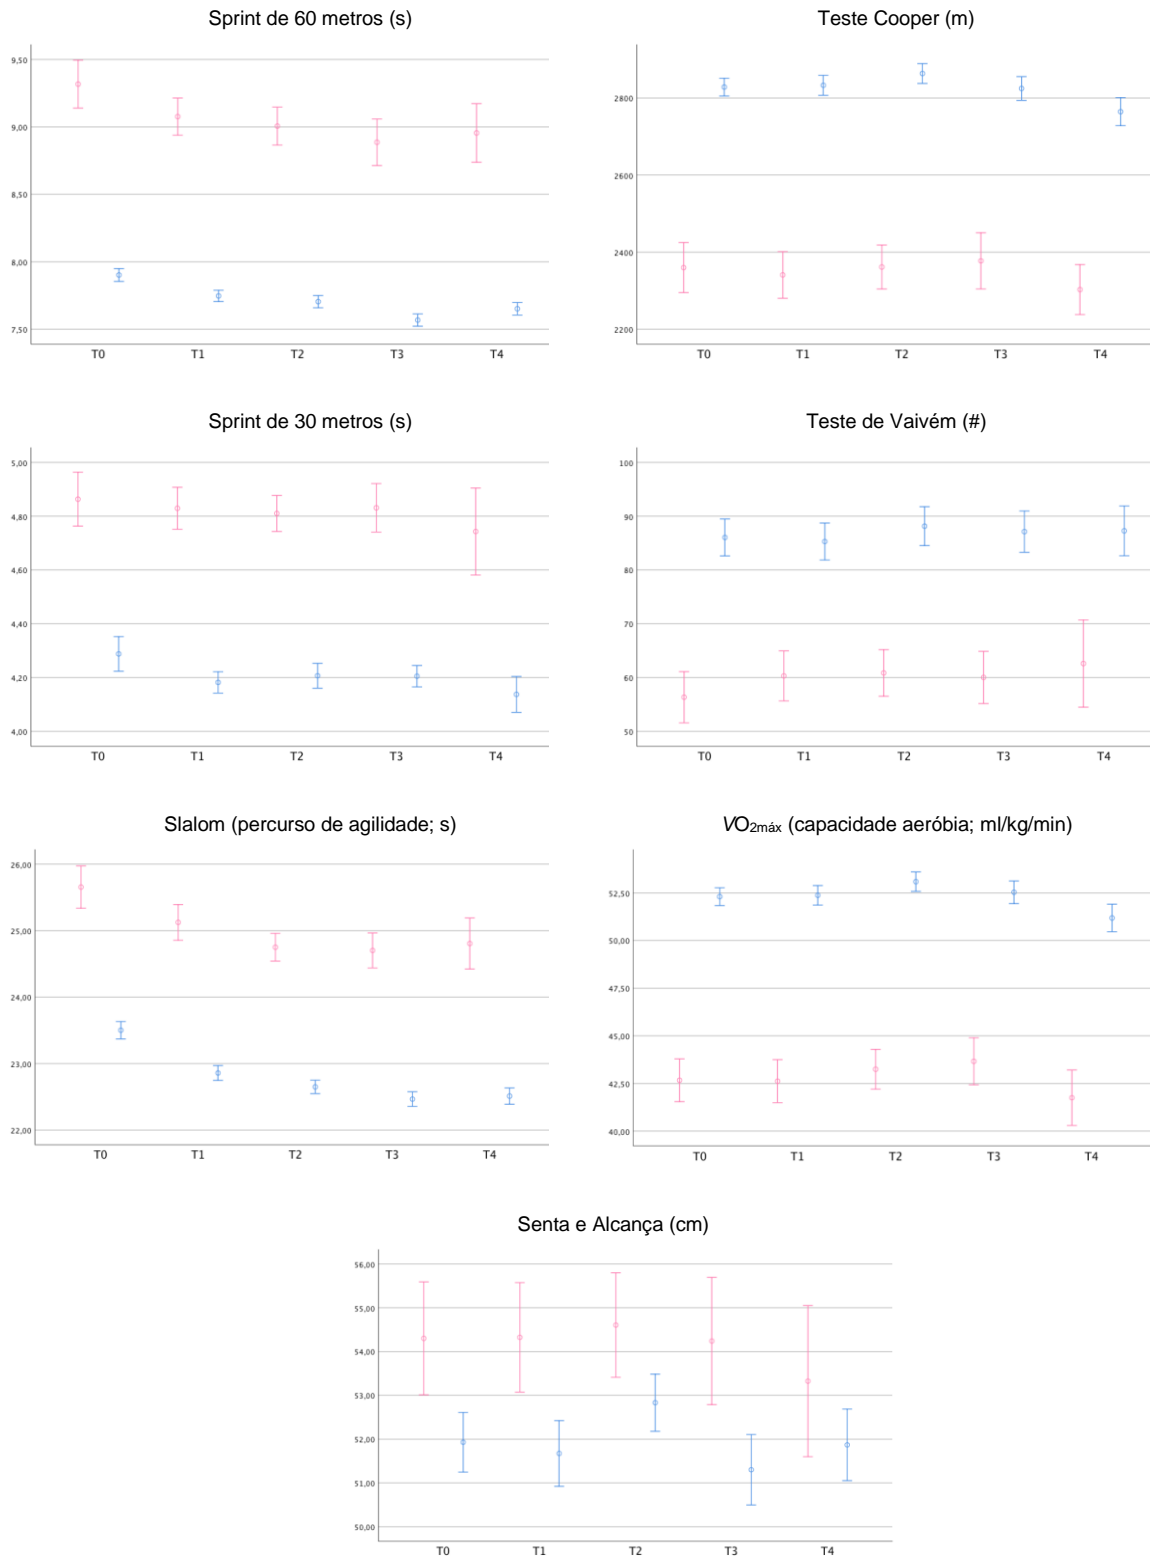 Sprint de 60 metros (s)
9,50
9,00
8,50
8,00
7,50
T0 T1 T2 T3 T4
Teste Cooper (m)
2800
2600
2400
2200
T0 T1 T2 T3 T4
Sprint de 30 metros (s)
5,00
4,80
4,60
4,40
4,20
4,00
T0 T1 T2 T3 T4
Teste de Vaivém (#)
100
90
80
70
60
50
T0 T1 T2 T3 T4
Slalom (percurso de agilidade; s)
26,00
25,00
24,00
23,00
22,00
T0 T1 T2 T3 T4
VO2máx (capacidade aeróbia; ml/kg/min)
52,50
50,00
47,50
45,00
42,50
40,00
T0 T1 T2 T3 T4
Senta e Alcança (cm)
56,00
55,00
54,00
53,00
52,00
51,00
50,00
T0 T1 T2 T3 T4